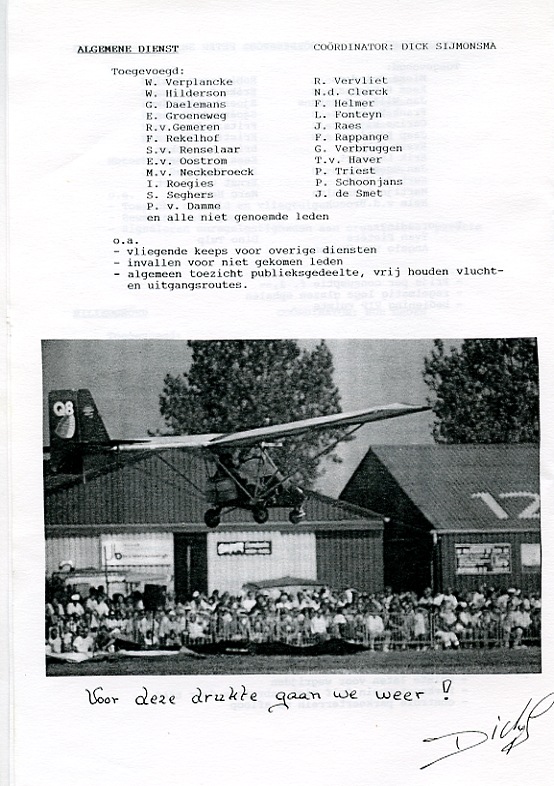 ALGEMENE DIENST COÖRDINATOR: DICK SIJMONSMA
Toegevoegd:
W. Verplancke R. Vervliet
W. Hilderson N.d. Clerck
G. Daelemans F. Helmer
E. Groeneweg L. Fonteyn
R.v.Gemeren J. Raes
F. Rekelhof F. Rappange
S.v. Renselaar G. Verbruggen
E.v. Oostrom T.v. Haver
M.v. Neckebroeck P. Triest
I. Roegies P. Schoonjans
S. Seghers J. de Smet
P. v. Damme
en alle niet genoemde leden
o.a.
- vliegende keeps voor overige diensten
- invallen voor niet gekomen leden
- algemeen toezicht publieksgedeelte, vrij houden vlucht-
en uitgangsroutes.
Q8
12
Voor deze drukte gaan we weer !
Dick